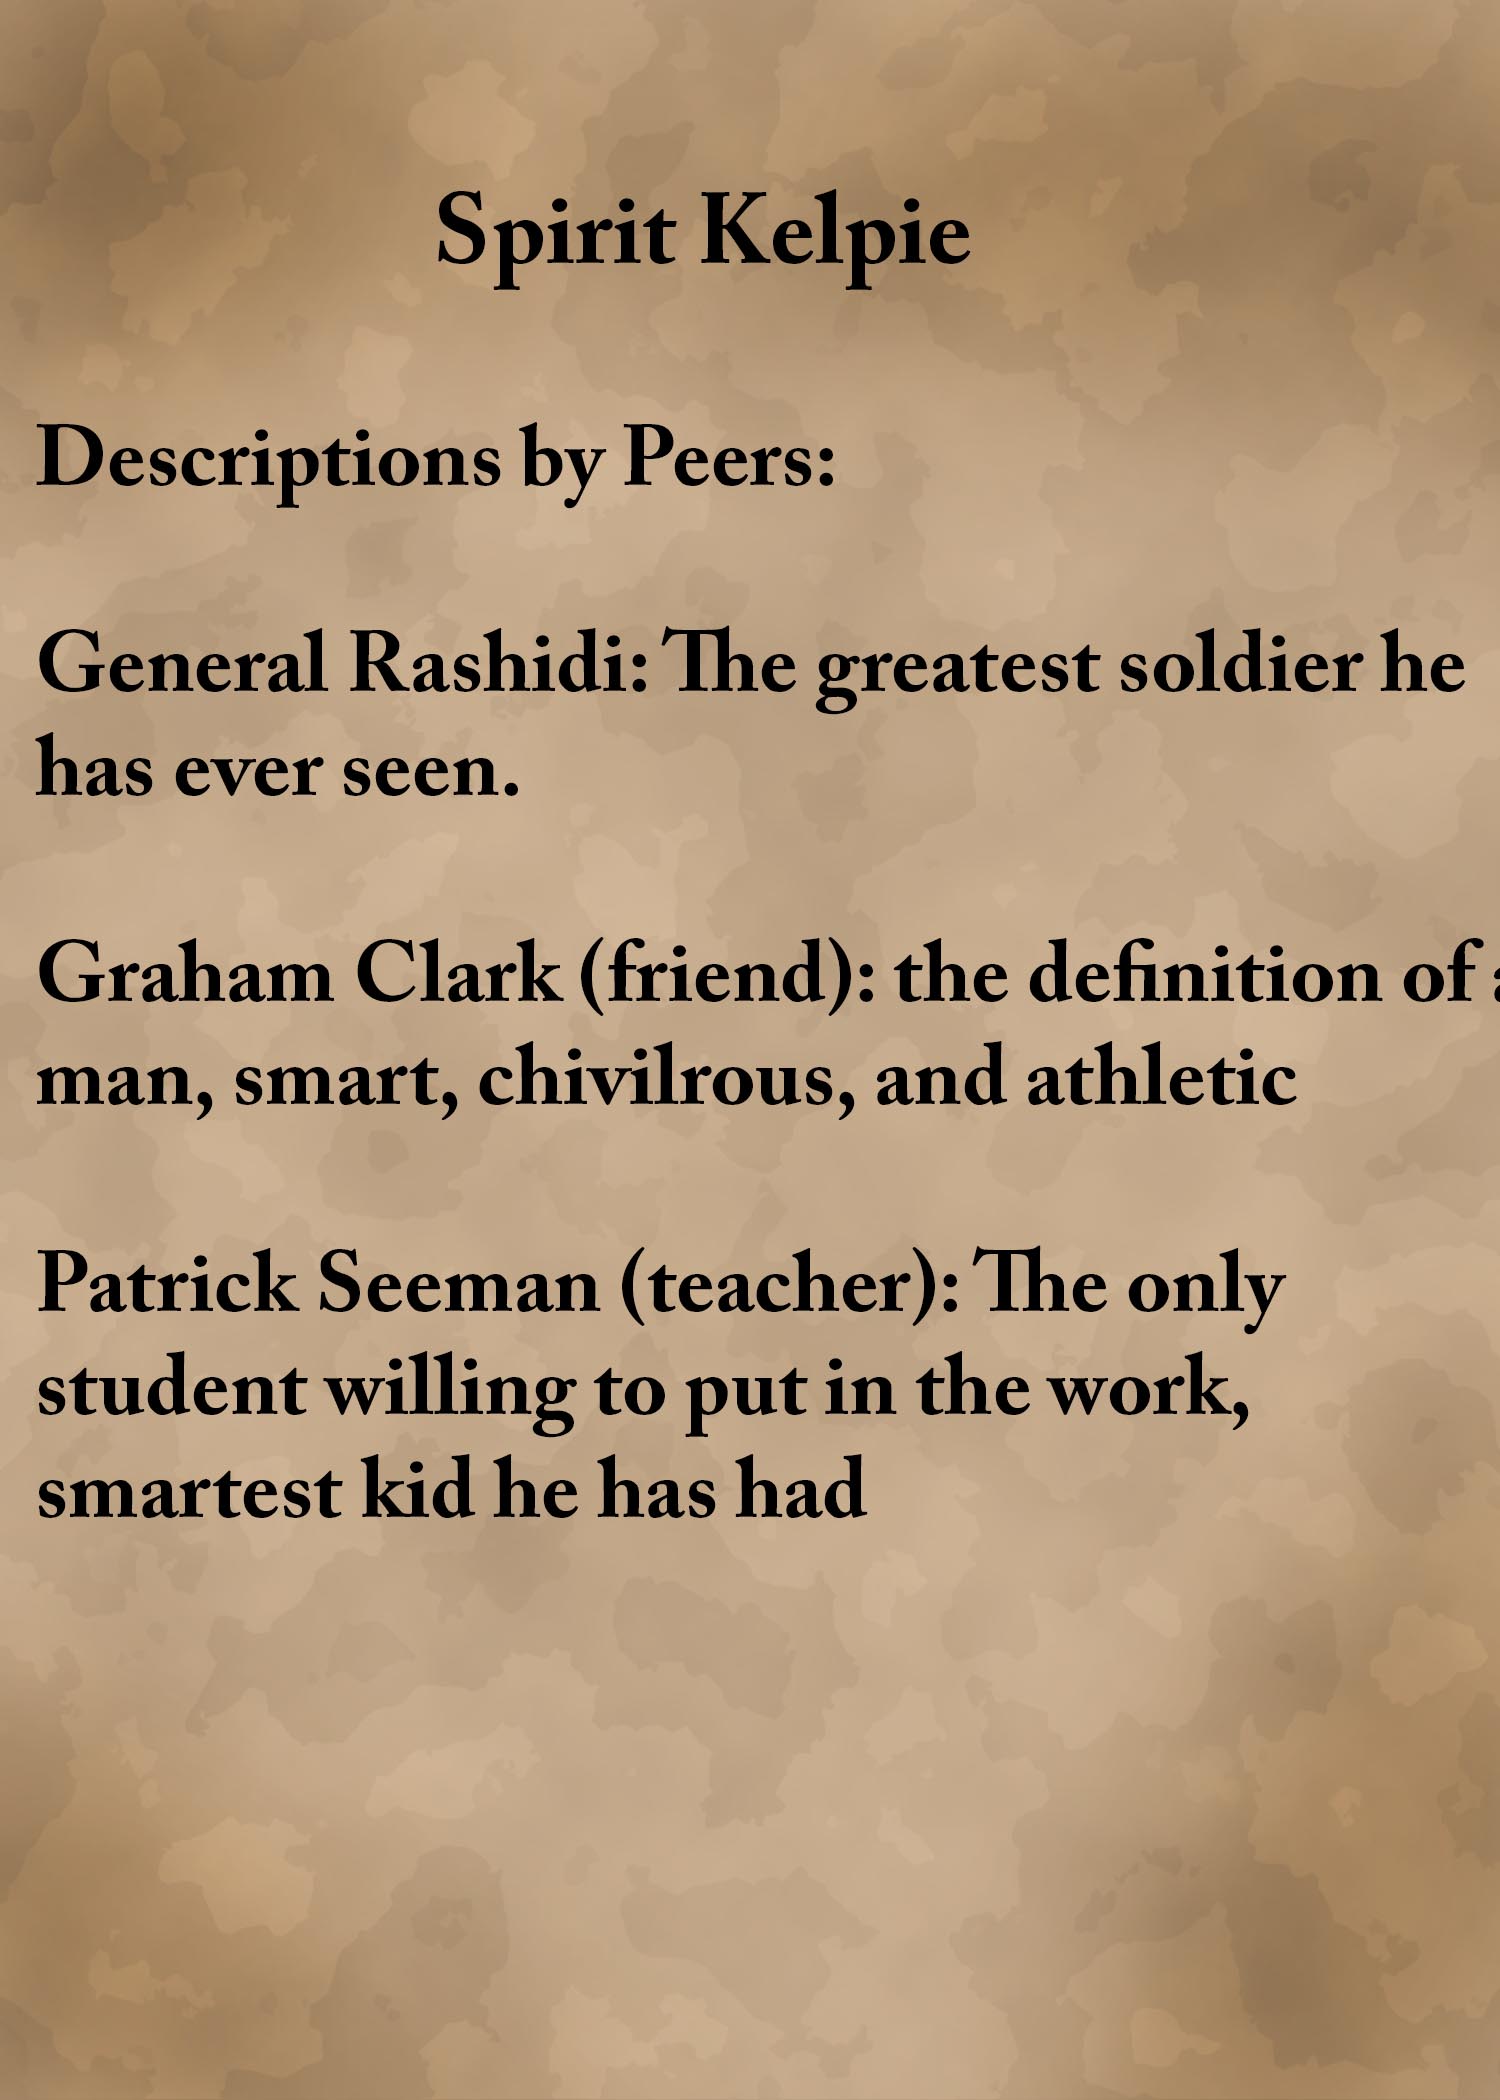 Spirit Kelpie
Descriptions by Peers:
General Rashidi: The greatest soldier he
has ever seen.
Graham Clark (friend): the definition of a
man, smart, chivilrous, and athletic
Patrick Seeman (teacher): The only
student willing to put in the work,
smartest kid he has had